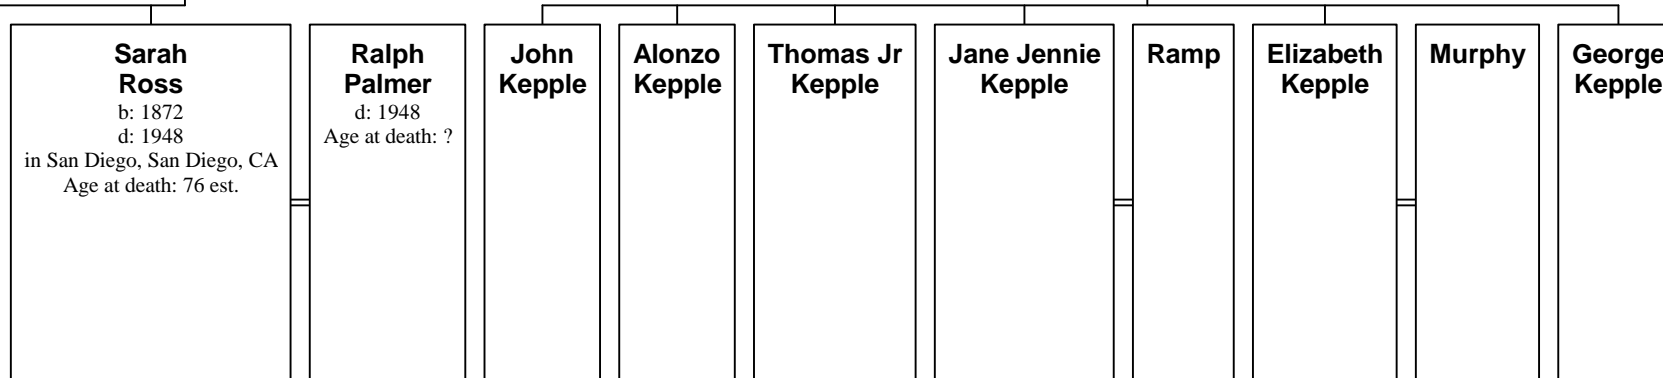 Sarah
Ross
b: 1872
d: 1948
in San Diego, San Diego, CA
Age at death: 76 est.
Ralph
Palmer
d: 1948
Age at death: ?
John
Kepple
Alonzo
Kepple
Thomas Jr
Kepple
Jane Jennie
Kepple
Ramp
Elizabeth
Kepple
Murphy
George
Kepple